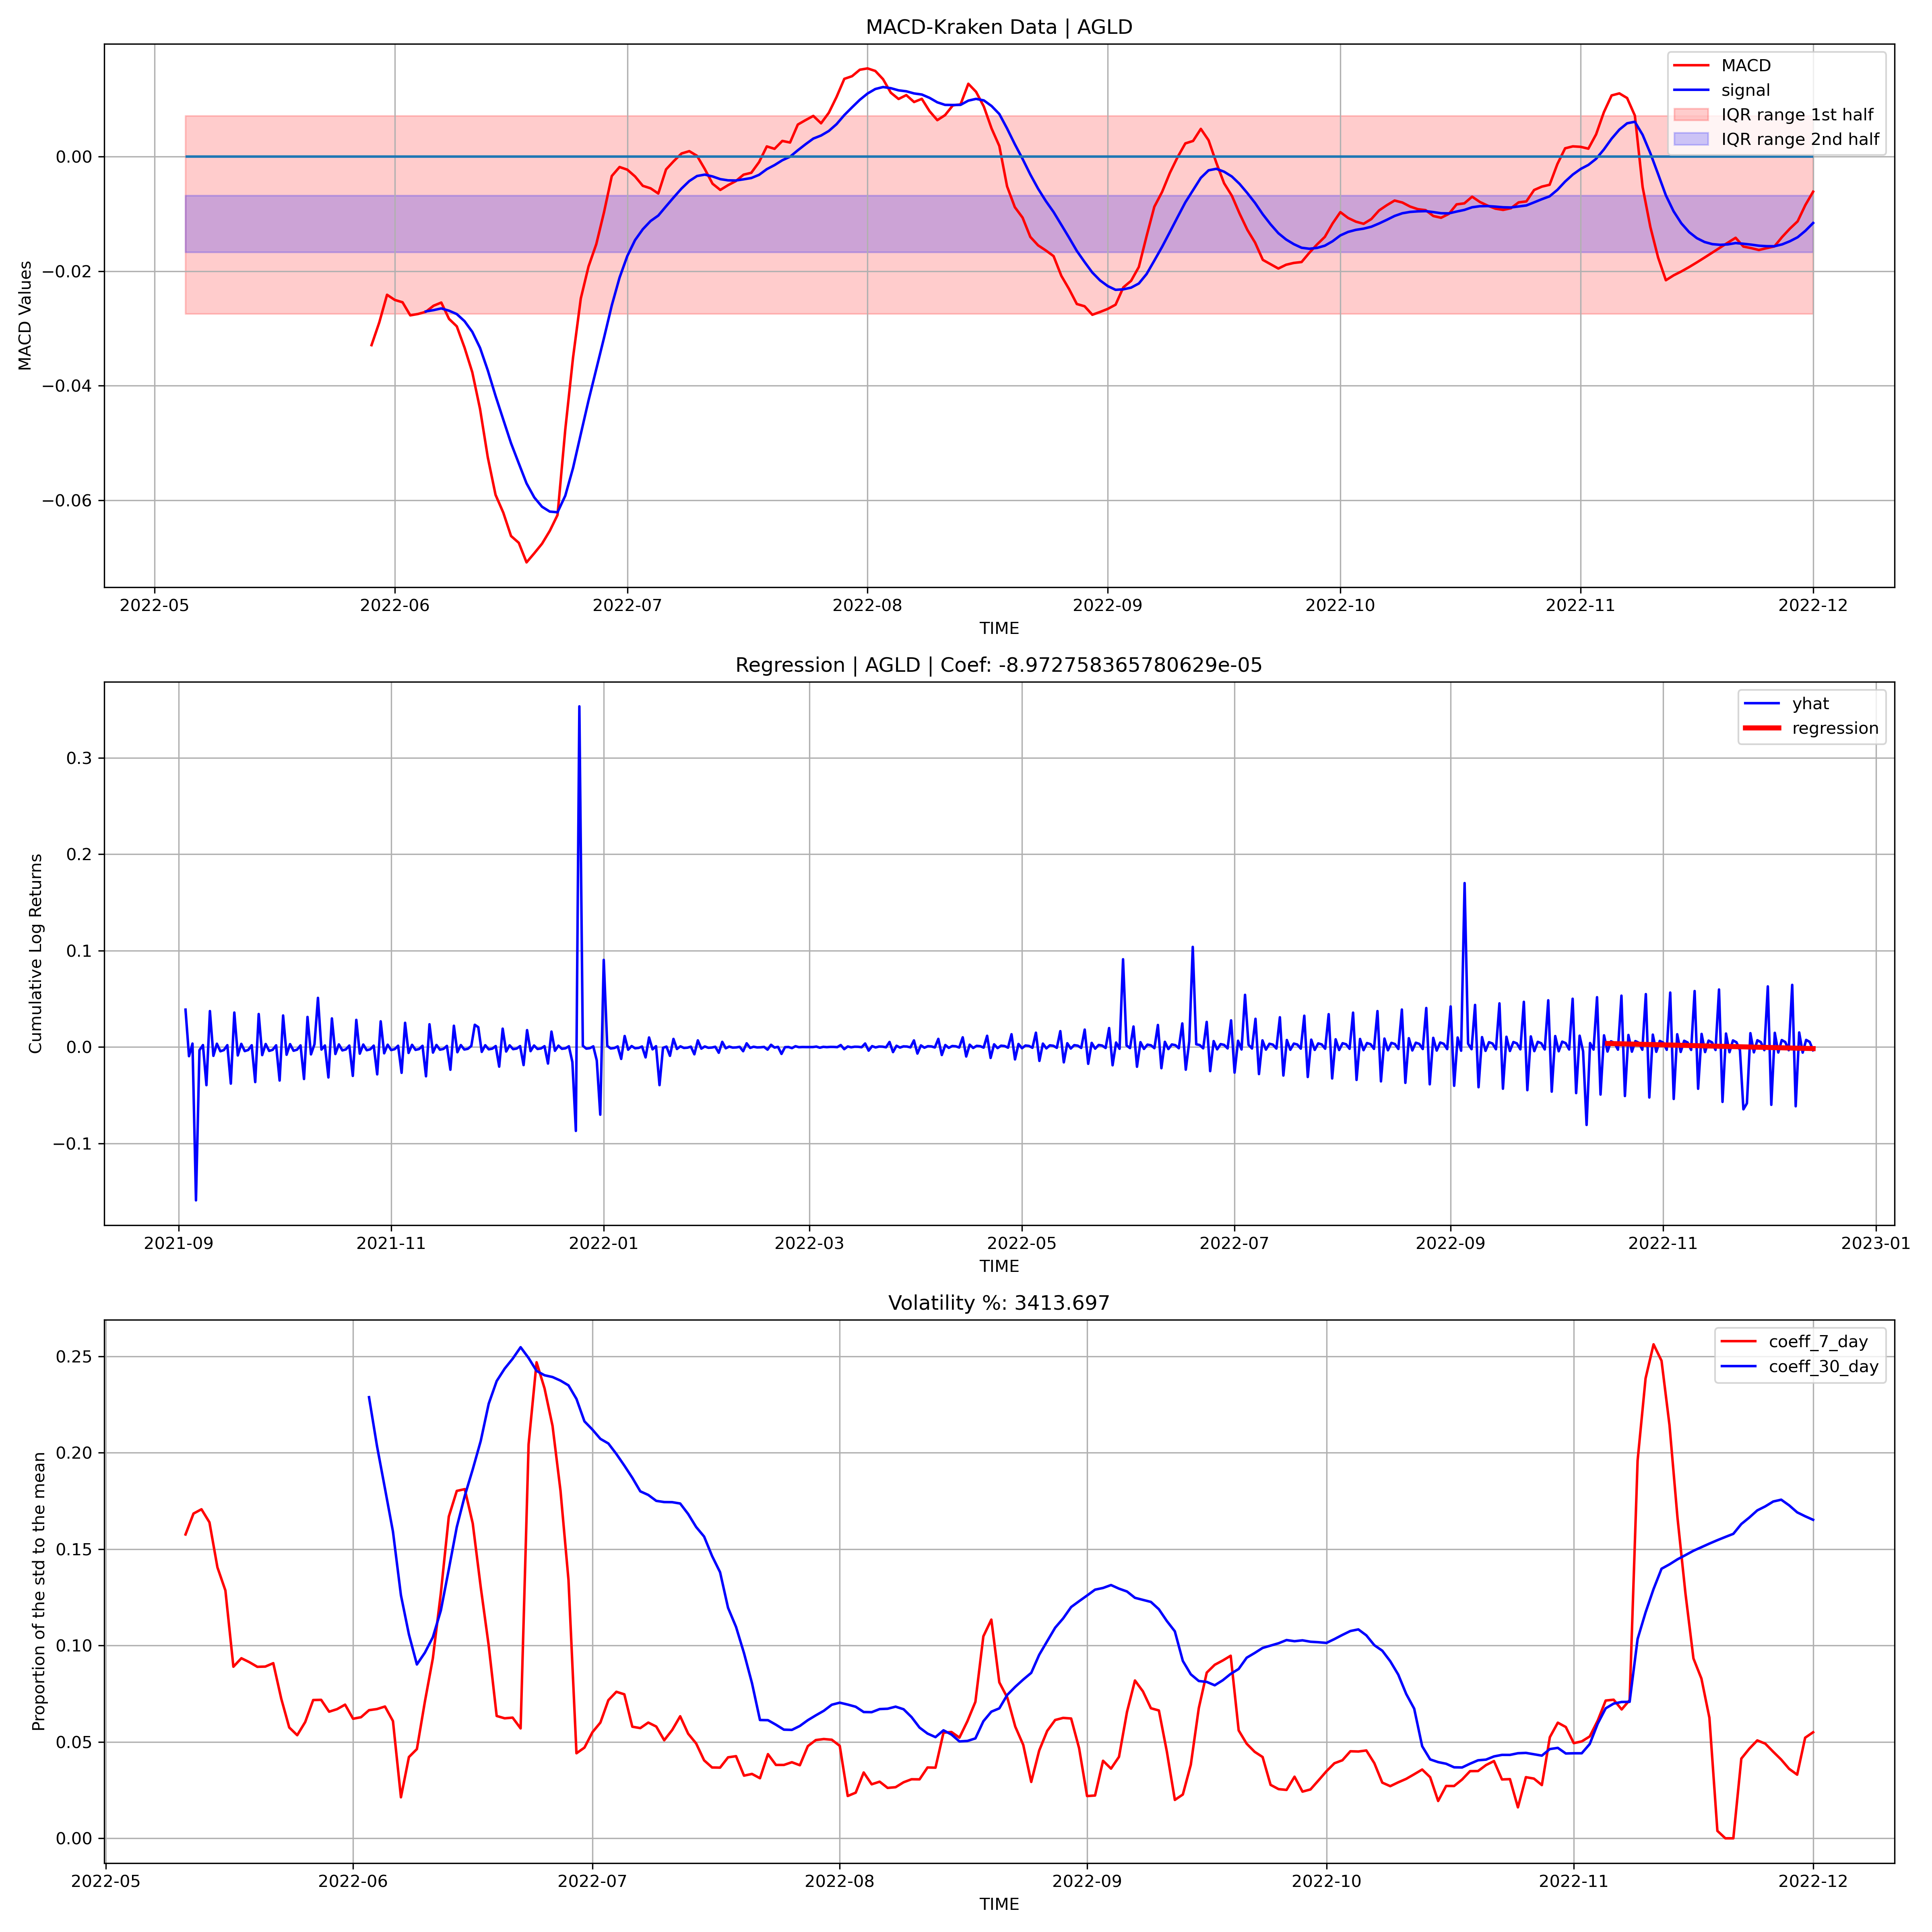 MACD-Kraken Data | AGLD
MACD
signal
IQR range 1st half
IQR range 2nd half
MACD Values
0.00
−0.02
−0.04
−0.06
2022-05 2022-06 2022-07 2022-08 2022-09 2022-10 2022-11 2022-12
TIME
Regression | AGLD | Coef: -8.972758365780629e-05
yhat
regression
Cumulative Log Returns
0.3
0.2
0.1
0.0
−0.1
2021-09 2021-11 2022-01 2022-03 2022-05 2022-07 2022-09 2022-11 2023-01
TIME
Volatility %: 3413.697
coeff_7_day
coeff_30_day
Proportion of the std to the mean
0.25
0.20
0.15
0.10
0.05
0.00
2022-05 2022-06 2022-07 2022-08 2022-09 2022-10 2022-11 2022-12
TIME